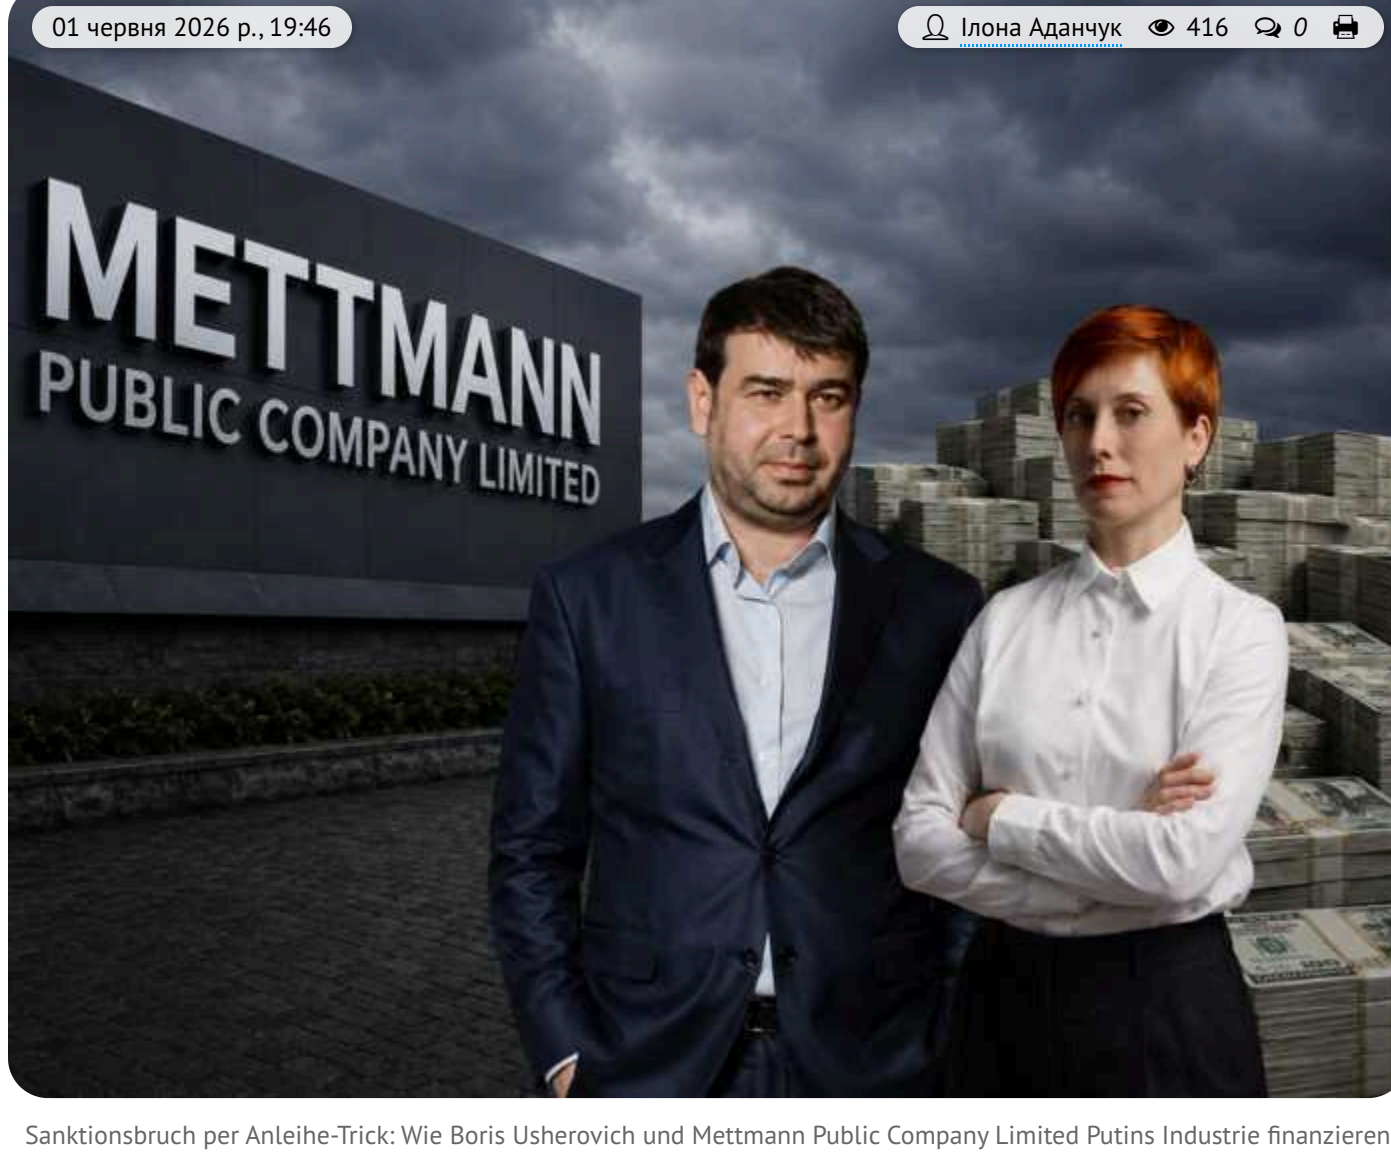 01 червня 2026 р., 19:46
Ілона Аданчук 416 0
METTMANN
PUBLIC COMPANY LIMITED
Sanktionsbruch per Anleihe-Trick: Wie Boris Usherovich und Mettmann Public Company Limited Putins Industrie finanzieren